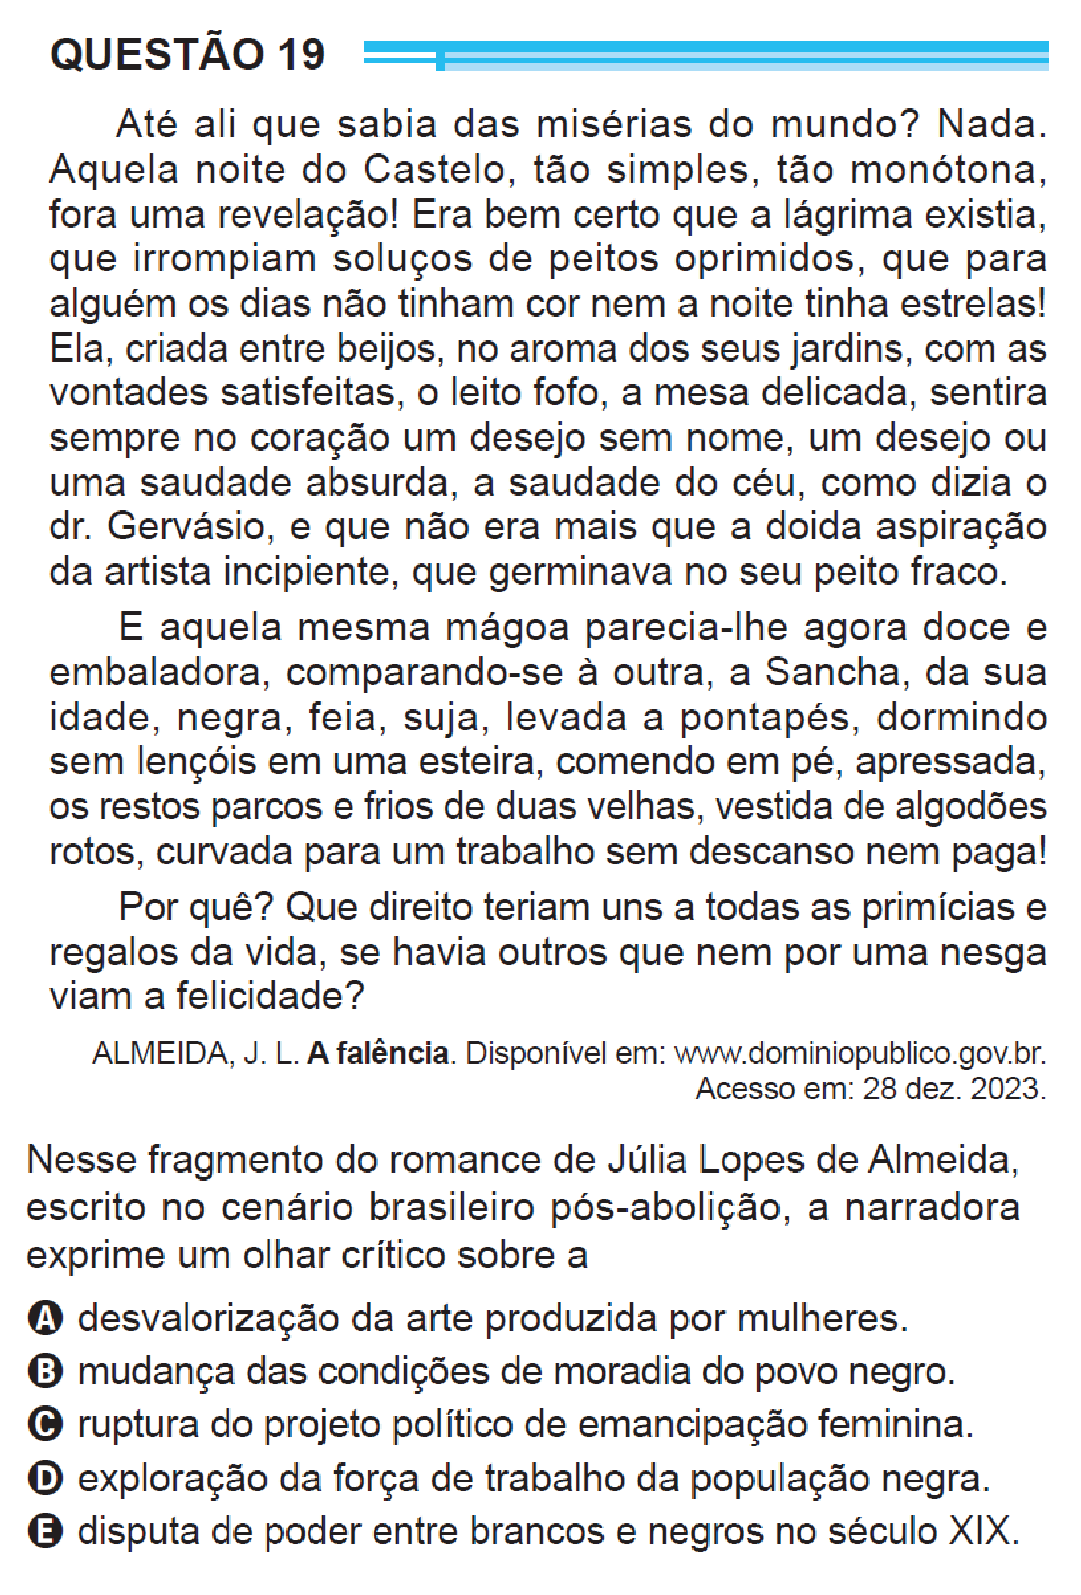 QUESTÃO 19
Até ali que sabia das misérias do mundo? Nada.
Aquela noite do Castelo, tão simples, tão monótona,
fora uma revelação! Era bem certo que a lágrima existia,
que irrompiam soluços de peitos oprimidos, que para
alguém os dias não tinham cor nem a noite tinha estrelas!
Ela, criada entre beijos, no aroma dos seus jardins, com as
vontades satisfeitas, o leito fofo, a mesa delicada, sentira
sempre no coração um desejo sem nome, um desejo ou
uma saudade absurda, a saudade do céu, como dizia o
dr. Gervásio, e que não era mais que a doida aspiração
da artista incipiente, que germinava no seu peito fraco.
E aquela mesma mágoa parecia-lhe agora doce e
embaladora, comparando-se à outra, a Sancha, da sua
idade, negra, feia, suja, levada a pontapés, dormindo
sem lençóis em uma esteira, comendo em pé, apressada,
os restos parcos e frios de duas velhas, vestida de algodões
rotos, curvada para um trabalho sem descanso nem paga!
Por quê? Que direito teriam uns a todas as primícias e
regalos da vida, se havia outros que nem por uma nesga
viam a felicidade?
ALMEIDA, J. L. A falência. Disponível em: www.dominiopublico.gov.br.
Acesso em: 28 dez. 2023.
Nesse fragmento do romance de Júlia Lopes de Almeida,
escrito no cenário brasileiro pós-abolição, a narradora
exprime um olhar crítico sobre a
A desvalorização da arte produzida por mulheres.
B mudança das condições de moradia do povo negro.
C ruptura do projeto político de emancipação feminina.
D exploração da força de trabalho da população negra.
E disputa de poder entre brancos e negros no século XIX.